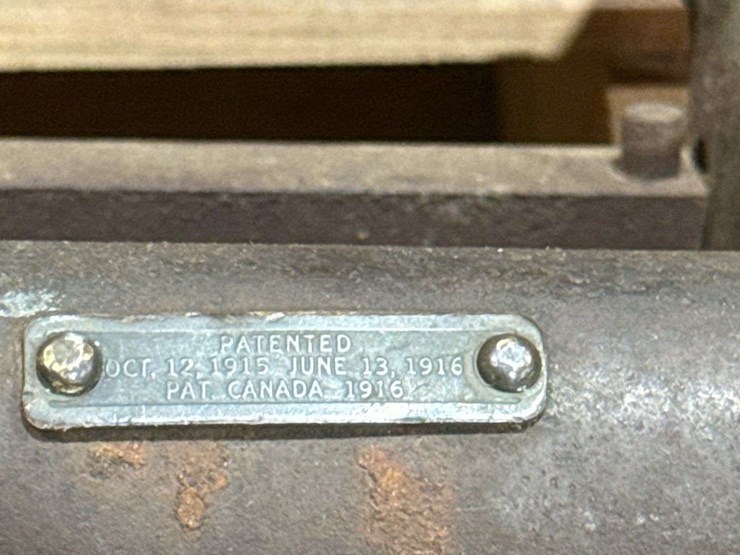 PATENTED
OCT. 12, 1915 JUNE 13, 1916
PAT. CANADA 1916